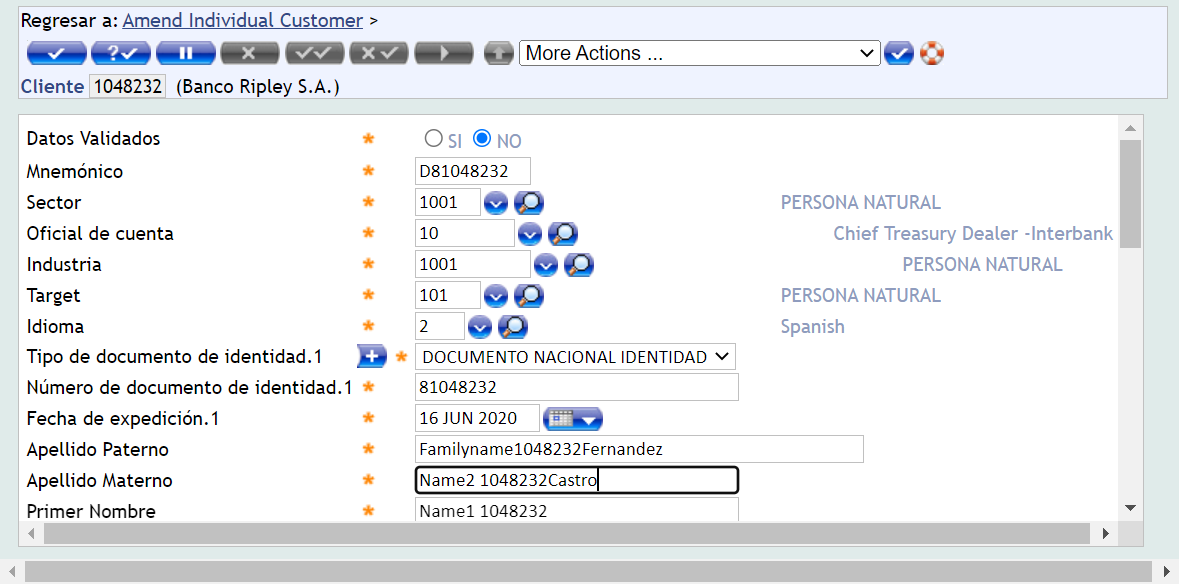 Regresar a: Amend Individual Customer >
More Actions ...
Cliente 1048232 (Banco Ripley S.A.)
Datos Validados * SI NO
Mnemónico * D81048232
Sector * 1001 PERSONA NATURAL
Oficial de cuenta * 10 Chief Treasury Dealer -Interbank
Industria * 1001 PERSONA NATURAL
Target * 101 PERSONA NATURAL
Idioma * 2 Spanish
Tipo de documento de identidad.1 * DOCUMENTO NACIONAL IDENTIDAD
Número de documento de identidad.1 * 81048232
Fecha de expedición.1 * 16 JUN 2020
Apellido Paterno * Familyname1048232Fernandez
Apellido Materno * Name2 1048232Castro
Primer Nombre * Name1 1048232